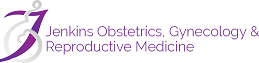 Jenkins Obstetrics, Gynecology &
Reproductive Medicine